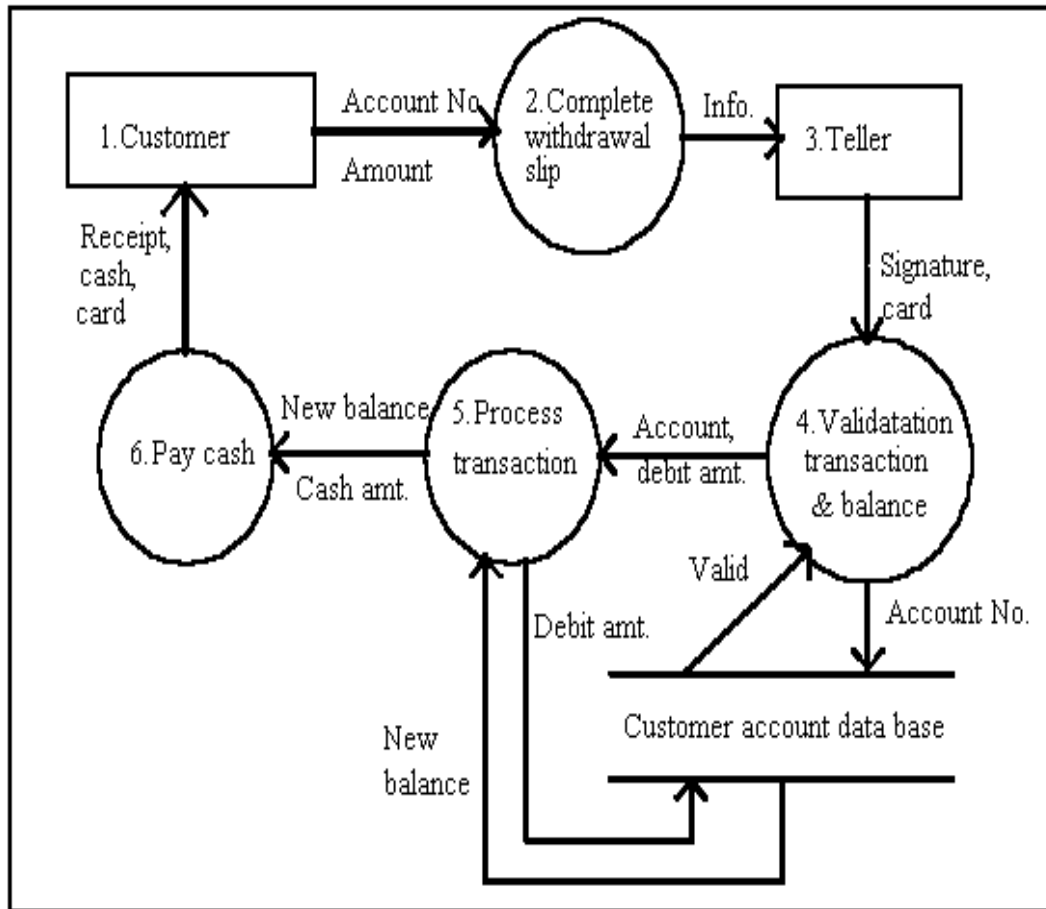 1.Customer
Account No
Amount
2.Complete
withdrawal
slip
Info.
3.Teller
Receipt,
cash,
card
Signature,
card
6.Pay cash
New balance
Cash amt.
5.Process
transaction
Account,
debit amt.
4.Validatation
transaction
& balance
Valid
Account No.
Debit amt.
New
balance
Customer account data base